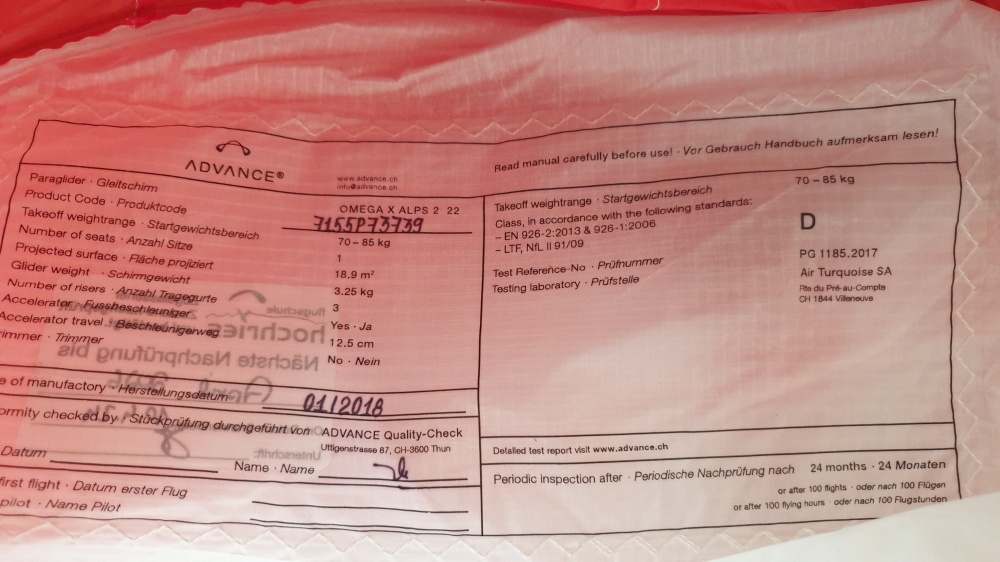 ADVANCE®
www.advance.ch
info@advance.ch
Paraglider · Gleitschirm OMEGA X ALPS 2 22
Product Code · Produktcode 7155P73739
Takeoff weightrange · Startgewichtsbereich 70 – 85 kg
Number of seats · Anzahl Sitze 1
Projected surface · Fläche projiziert 18.9 m²
Glider weight · Schirmgewicht 3.25 kg
Number of risers · Anzahl Tragegurte 3
Accelerator · Fussbeschleuniger Yes · Ja
Accelerator travel · Beschleunigerweg 12.5 cm
rimmer · Trimmer No · Nein
e of manufactory · Herstellungsdatum 01/2018
ormity checked by · Stückprüfung durchgeführt von ADVANCE Quality-Check
Uttigenstrasse 87, CH-3600 Thun
Datum Name · Name
first flight · Datum erster Flug
pilot · Name Pilot
Read manual carefully before use! · Vor Gebrauch Handbuch aufmerksam lesen!
Takeoff weightrange · Startgewichtsbereich 70 – 85 kg
Class, in accordance with the following standards: D
– EN 926-2:2013 & 926-1:2006
– LTF, NfL II 91/09
Test Reference-No · Prüfnummer PG 1185.2017
Testing laboratory · Prüfstelle Air Turquoise SA
Rte du Pré-au-Comte
CH 1844 Villeneuve
Detailed test report visit www.advance.ch
Periodic inspection after · Periodische Nachprüfung nach 24 months · 24 Monaten
or after 100 flights · oder nach 100 Flügen
or after 100 flying hours · oder nach 100 Flugstunden
flugschule
hochries
Nächste Nachprüfung bis
Unterschrift: